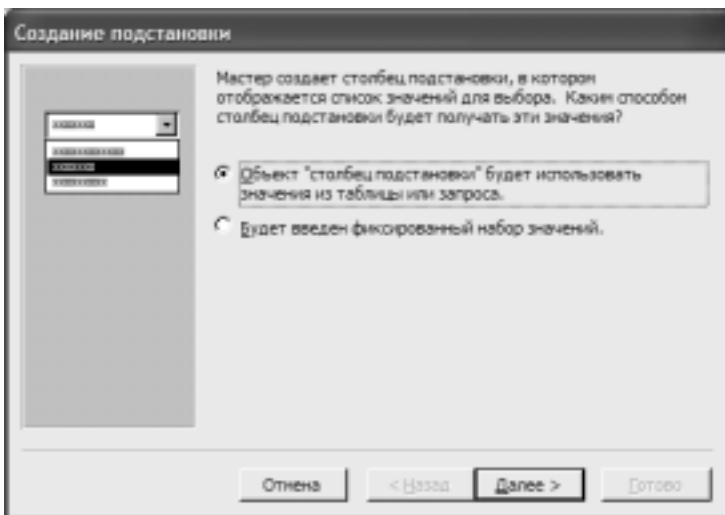 Создание подстановки
Мастер создает столбец подстановки, в котором
отображается список значений для выбора. Каким способом
столбец подстановки будет получать эти значения?
Объект "столбец подстановки" будет использовать
значения из таблицы или запроса.
Будет введен фиксированный набор значений.
Отмена
< Назад
Далее >
Готово